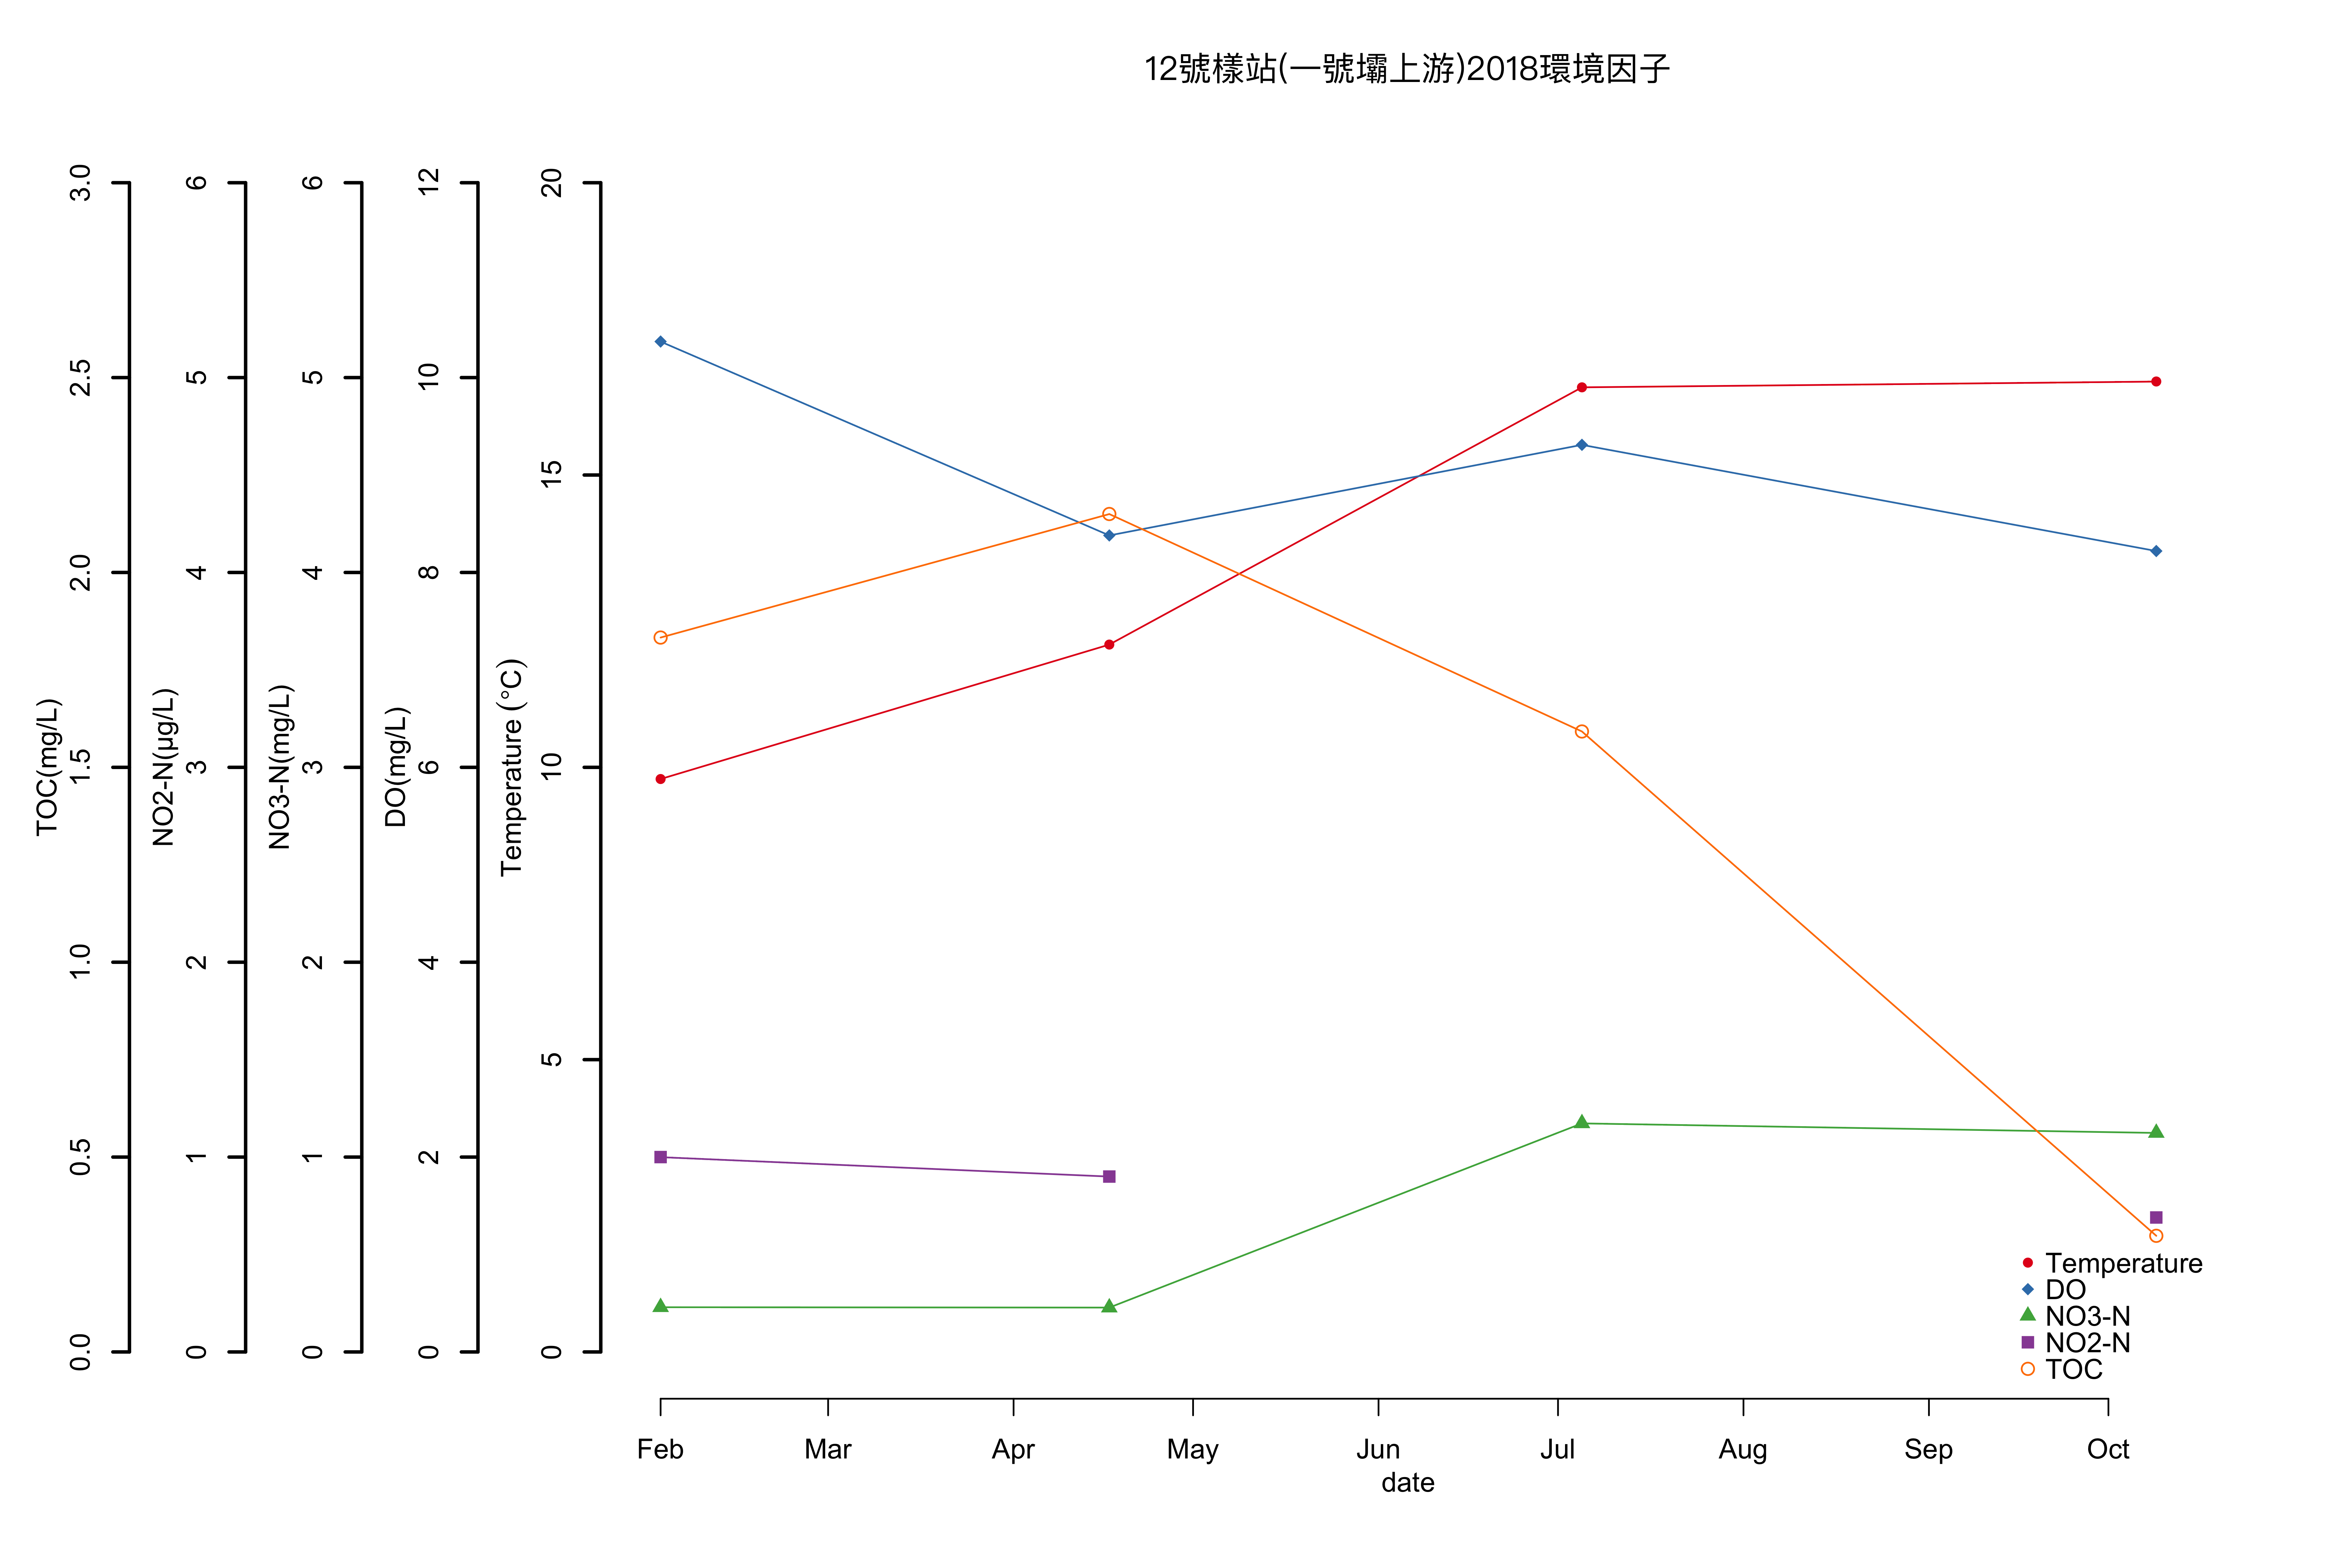 12號樣站(一號壩上游)2018環境因子
TOC(mg/L)
3.0
2.5
2.0
1.5
1.0
0.5
0.0
NO2-N(µg/L)
6
5
4
3
2
1
0
NO3-N(mg/L)
6
5
4
3
2
1
0
DO(mg/L)
12
10
8
6
4
2
0
Temperature (°C)
20
15
10
5
0
Temperature
DO
NO3-N
NO2-N
TOC
Feb Mar Apr May Jun Jul Aug Sep Oct
date